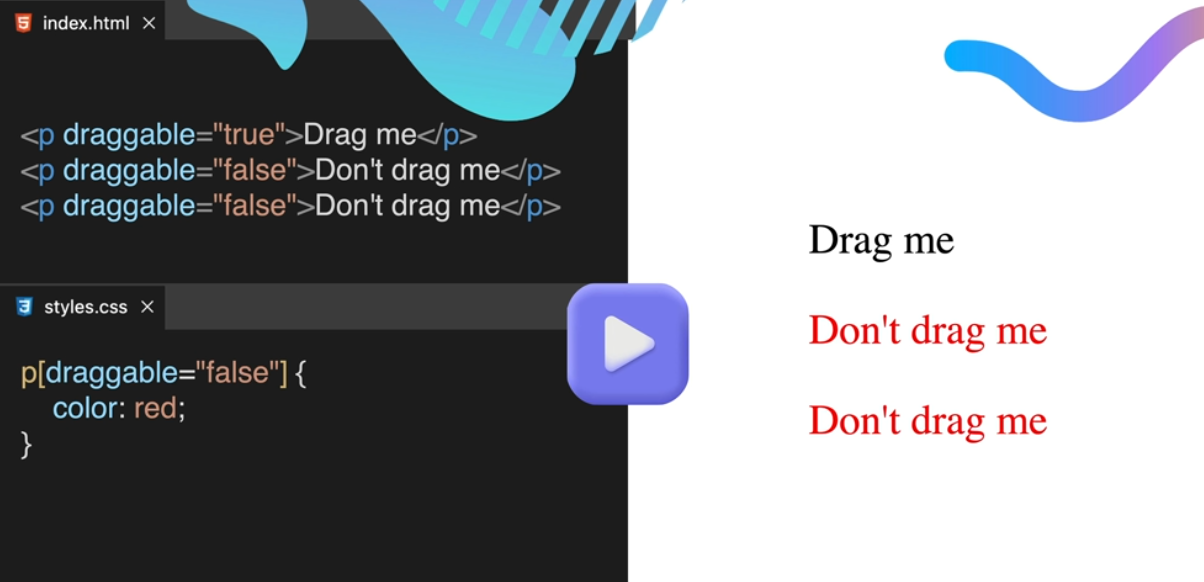 index.html
<p draggable="true">Drag me</p>
<p draggable="false">Don't drag me</p>
<p draggable="false">Don't drag me</p>
styles.css
p[draggable="false"] {
color: red;
}
Drag me
Don't drag me
Don't drag me